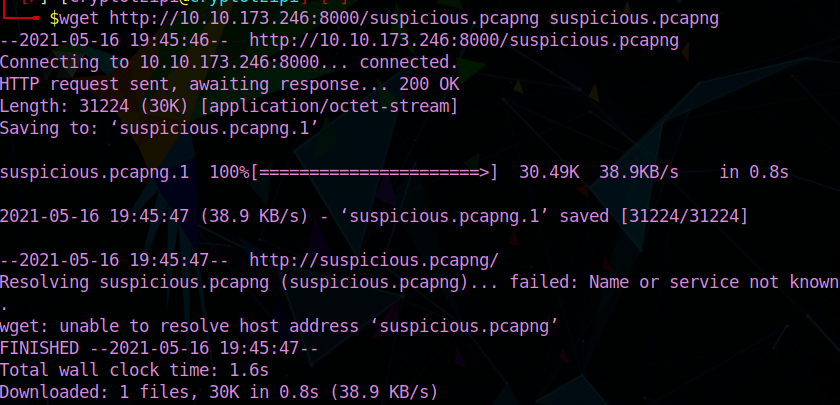 $wget http://10.10.173.246:8000/suspicious.pcapng suspicious.pcapng
--2021-05-16 19:45:46--  http://10.10.173.246:8000/suspicious.pcapng
Connecting to 10.10.173.246:8000... connected.
HTTP request sent, awaiting response... 200 OK
Length: 31224 (30K) [application/octet-stream]
Saving to: ‘suspicious.pcapng.1’
suspicious.pcapng.1  100%[======================>]  30.49K  38.9KB/s    in 0.8s
2021-05-16 19:45:47 (38.9 KB/s) - ‘suspicious.pcapng.1’ saved [31224/31224]
--2021-05-16 19:45:47--  http://suspicious.pcapng/
Resolving suspicious.pcapng (suspicious.pcapng)... failed: Name or service not known
.
wget: unable to resolve host address ‘suspicious.pcapng’
FINISHED --2021-05-16 19:45:47--
Total wall clock time: 1.6s
Downloaded: 1 files, 30K in 0.8s (38.9 KB/s)